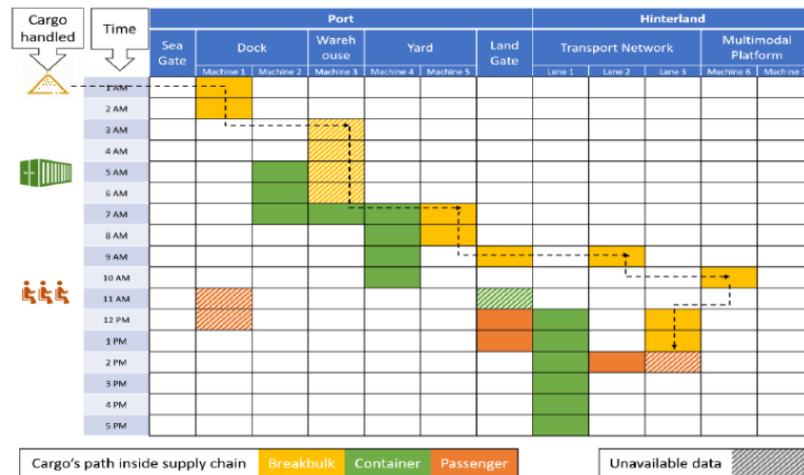 Cargo handled
Time
Port
Hinterland
Sea Gate
Dock
Wareh ouse
Yard
Land Gate
Transport Network
Multimodal Platform
Machine 1
Machine 2
Machine 3
Machine 4
Machine 5
Lane 1
Lane 2
Lane 3
Machine 6
Machine
1 AM
2 AM
3 AM
4 AM
5 AM
6 AM
7 AM
8 AM
9 AM
10 AM
11 AM
12 PM
1 PM
2 PM
3 PM
4 PM
5 PM
Cargo's path inside supply chain
Breakbulk
Container
Passenger
Unavailable data